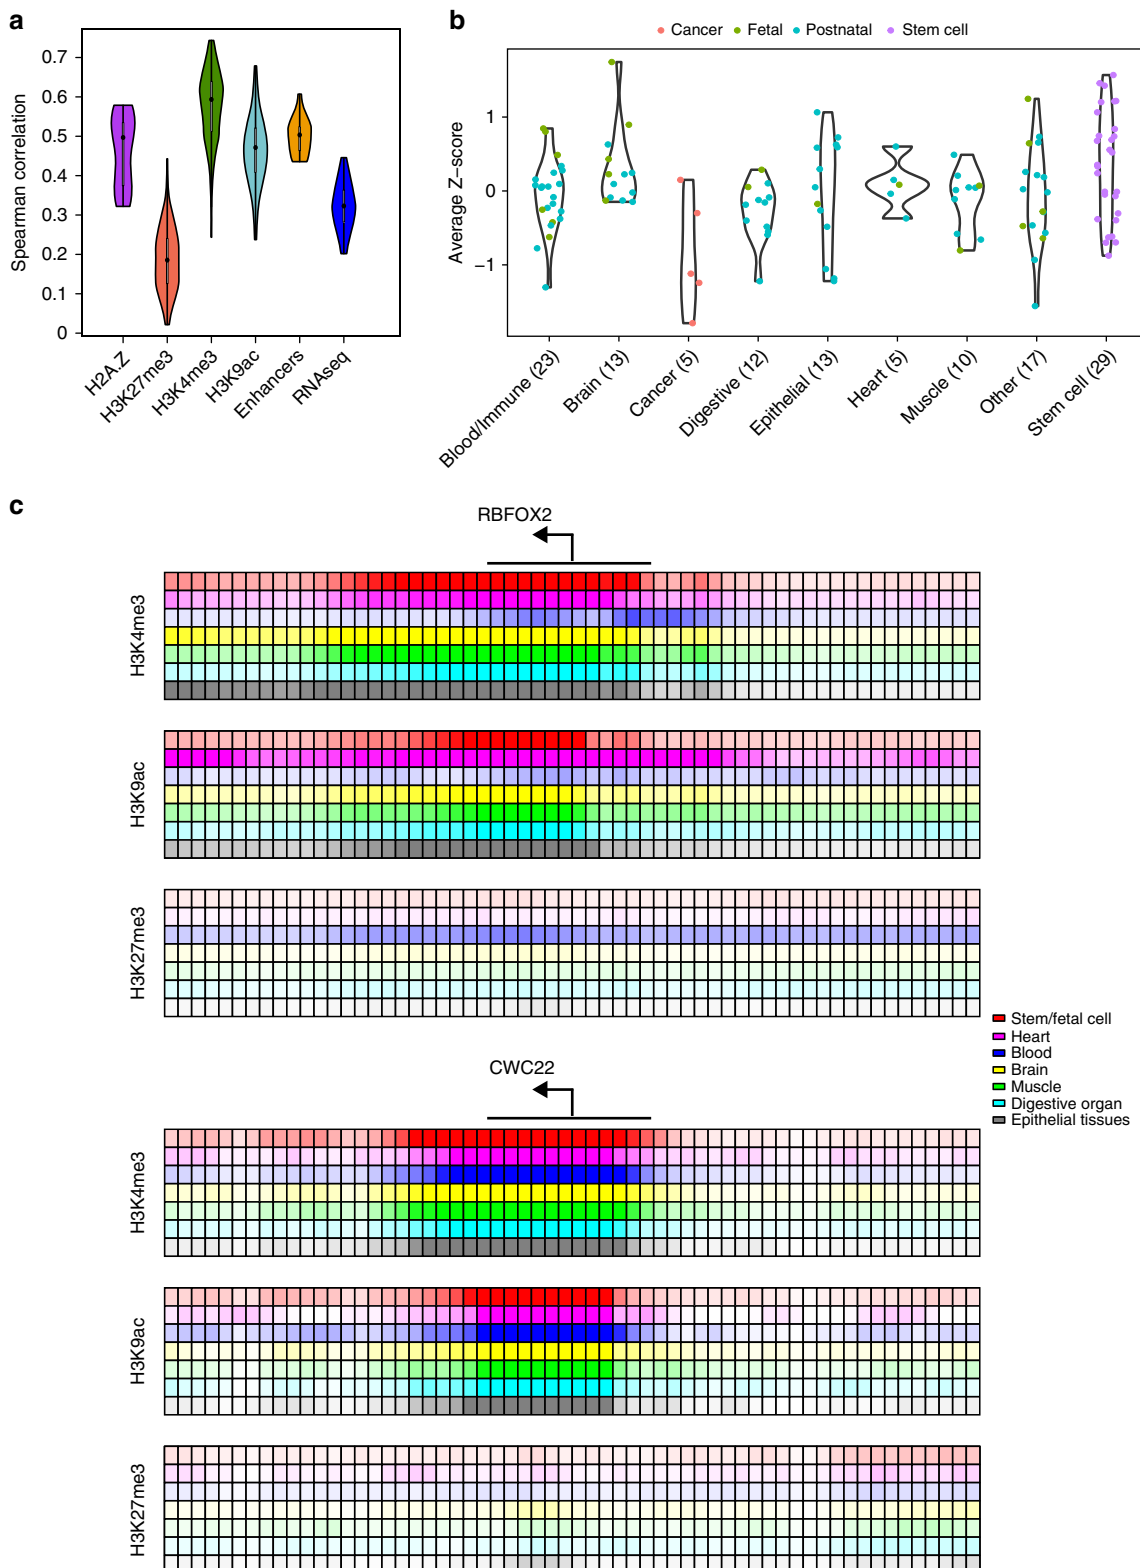 a
Spearman correlation
0.7
0.6
0.5
0.4
0.3
0.2
0.1
0
H2A.Z
H3K27me3
H3K4me3
H3K9ac
Enhancers
RNAseq
b
Cancer Fetal Postnatal Stem cell
Average Z-score
1
0
−1
Blood/Immune (23)
Brain (13)
Cancer (5)
Digestive (12)
Epithelial (13)
Heart (5)
Muscle (10)
Other (17)
Stem cell (29)
c
RBFOX2
H3K4me3
H3K9ac
H3K27me3
Stem/fetal cell
Heart
Blood
Brain
Muscle
Digestive organ
Epithelial tissues
CWC22
H3K4me3
H3K9ac
H3K27me3